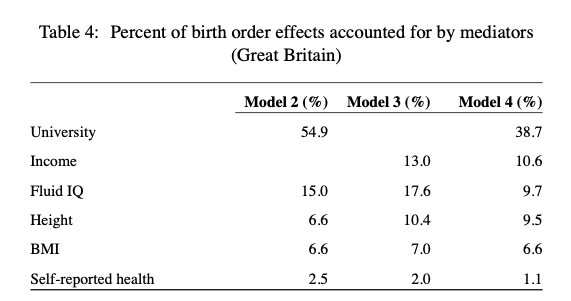 Table 4: Percent of birth order effects accounted for by mediators
(Great Britain)
Model 2 (%) Model 3 (%) Model 4 (%)
University 54.9 38.7
Income 13.0 10.6
Fluid IQ 15.0 17.6 9.7
Height 6.6 10.4 9.5
BMI 6.6 7.0 6.6
Self-reported health 2.5 2.0 1.1